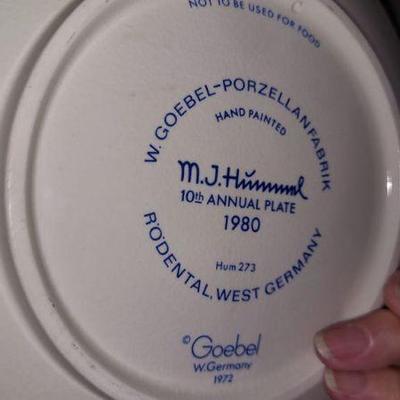 NOT TO BE USED FOR FOOD
W. GOEBEL-PORZELLANFABRIK
HAND PAINTED
M.J. Hummel
10th ANNUAL PLATE
1980
Hum 273
RÖDENTAL, WEST GERMANY
© Goebel
W. Germany
1972